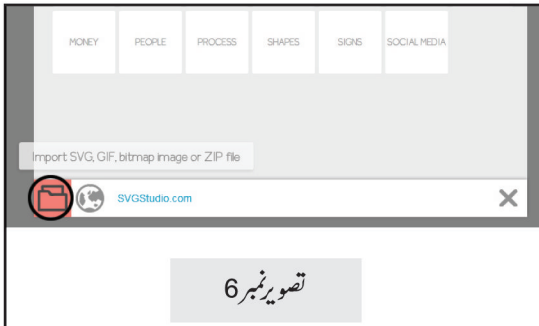 MONEY PEOPLE PROCESS SHAPES SIGNS SOCIAL MEDIA
Import SVG, GIF, bitmap image or ZIP file
SVGStudio.com
تصویر نمبر 6